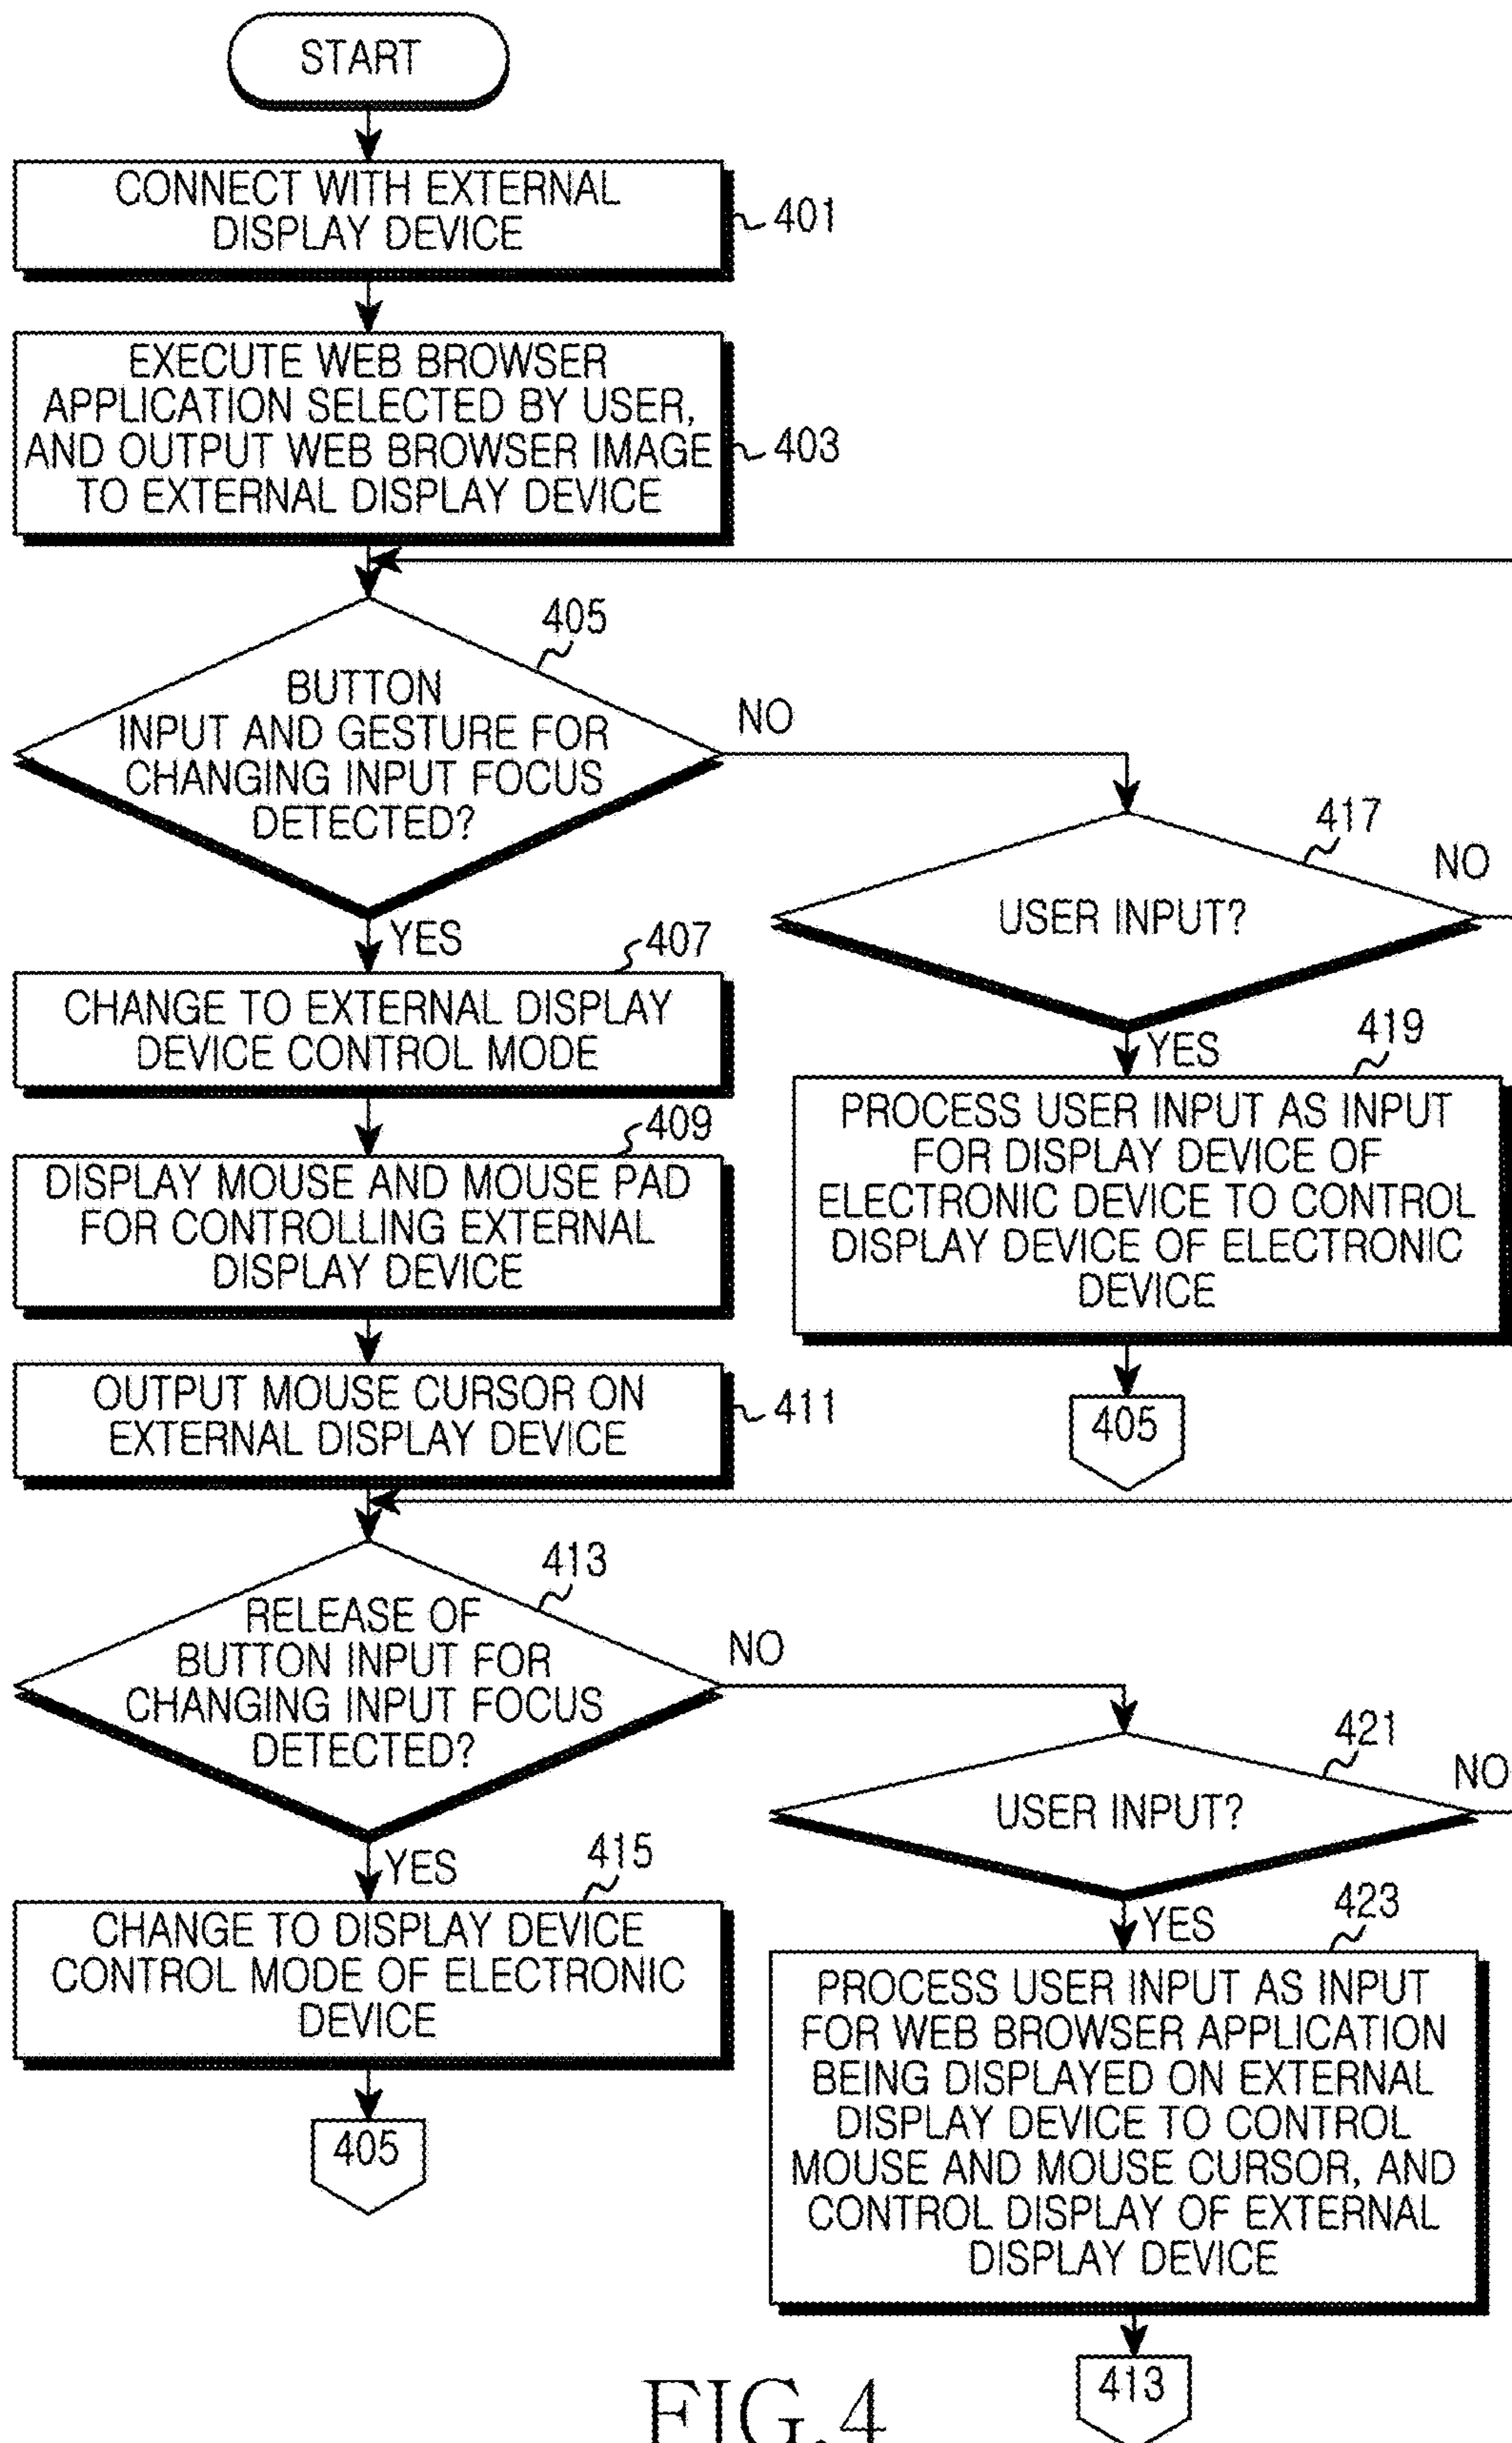 START
CONNECT WITH EXTERNAL
DISPLAY DEVICE
401
EXECUTE WEB BROWSER
APPLICATION SELECTED BY USER,
AND OUTPUT WEB BROWSER IMAGE
TO EXTERNAL DISPLAY DEVICE
403
405
BUTTON
INPUT AND GESTURE FOR
CHANGING INPUT FOCUS
DETECTED?
NO
YES
417
USER INPUT?
NO
YES
407
CHANGE TO EXTERNAL DISPLAY
DEVICE CONTROL MODE
419
PROCESS USER INPUT AS INPUT
FOR DISPLAY DEVICE OF
ELECTRONIC DEVICE TO CONTROL
DISPLAY DEVICE OF ELECTRONIC
DEVICE
405
409
DISPLAY MOUSE AND MOUSE PAD
FOR CONTROLLING EXTERNAL
DISPLAY DEVICE
OUTPUT MOUSE CURSOR ON
EXTERNAL DISPLAY DEVICE
411
413
RELEASE OF
BUTTON INPUT FOR
CHANGING INPUT FOCUS
DETECTED?
NO
YES
421
USER INPUT?
NO
YES
415
CHANGE TO DISPLAY DEVICE
CONTROL MODE OF ELECTRONIC
DEVICE
405
423
PROCESS USER INPUT AS INPUT
FOR WEB BROWSER APPLICATION
BEING DISPLAYED ON EXTERNAL
DISPLAY DEVICE TO CONTROL
MOUSE AND MOUSE CURSOR, AND
CONTROL DISPLAY OF EXTERNAL
DISPLAY DEVICE
413
FIG.4